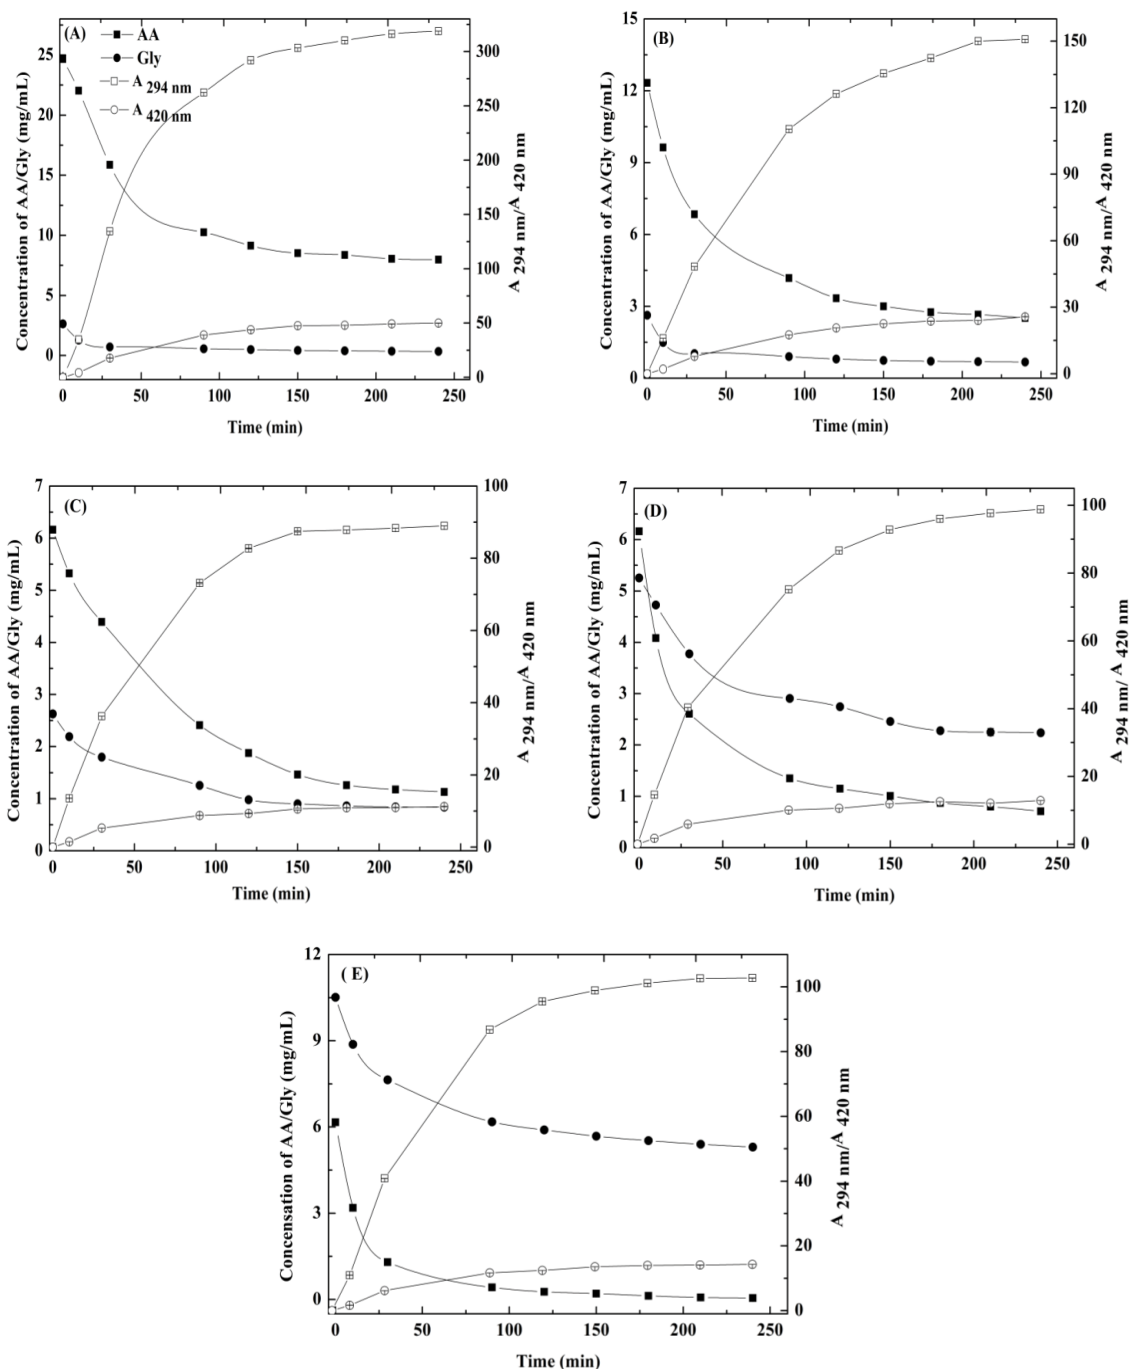 (A)
AA
Gly
A 294 nm
A 420 nm
25
20
15
10
5
0
300
250
200
150
100
50
0
0 50 100 150 200 250
Time (min)
Concentration of AA/Gly (mg/mL)
A 294 nm/A 420 nm
(B)
15
12
9
6
3
0
150
120
90
60
30
0
0 50 100 150 200 250
Time (min)
Concentration of AA/Gly (mg/mL)
A 294 nm/A 420 nm
(C)
7
6
5
4
3
2
1
0
100
80
60
40
20
0
0 50 100 150 200 250
Time (min)
Concentration of AA/Gly (mg/mL)
A 294 nm/A 420 nm
(D)
7
6
5
4
3
2
1
0
100
80
60
40
20
0
0 50 100 150 200 250
Time (min)
Concentration of AA/Gly (mg/mL)
A 294 nm/ A 420 nm
( E)
12
9
6
3
0
100
80
60
40
20
0
0 50 100 150 200 250
Time (min)
Concensation of AA/Gly (mg/mL)
A 294 nm/A 420 nm